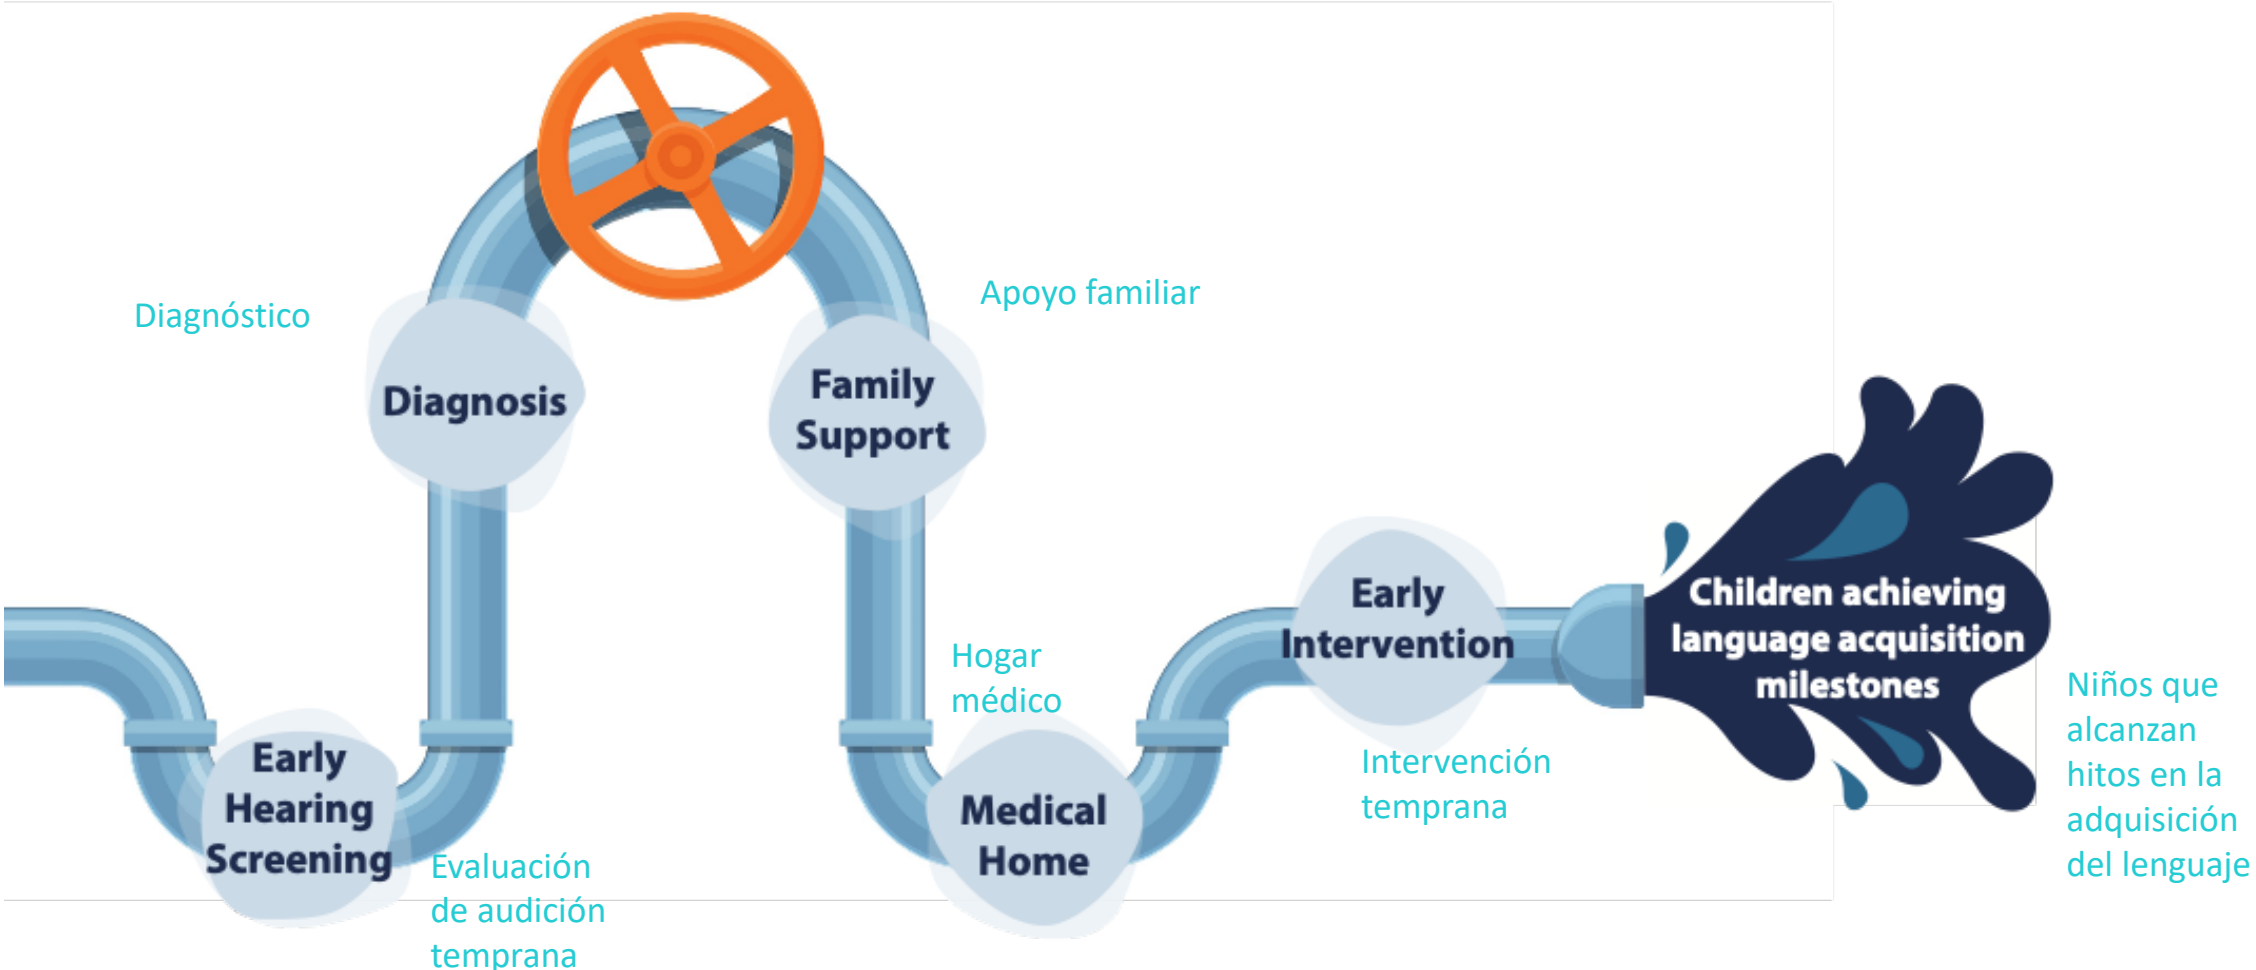 Diagnóstico
Diagnosis
Apoyo familiar
Family
Support
Early
Hearing
Screening
Evaluación
de audición
temprana
Hogar
médico
Medical
Home
Early
Intervention
Intervención
temprana
Children achieving
language acquisition
milestones
Niños que
alcanzan
hitos en la
adquisición
del lenguaje